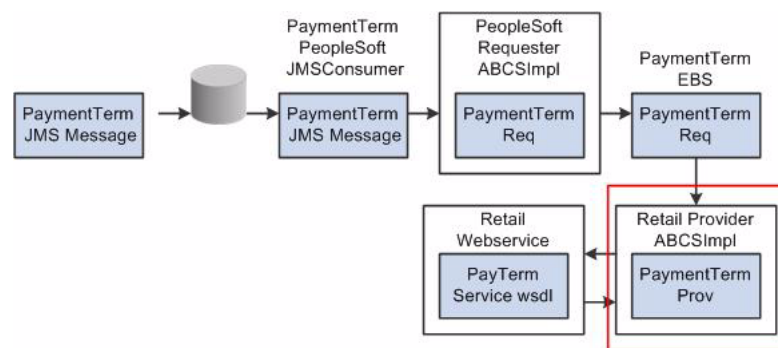 PaymentTerm
PeopleSoft
JMSConsumer
PeopleSoft
Requester
ABCSImpl
PaymentTerm
EBS
PaymentTerm
JMS Message
PaymentTerm
JMS Message
PaymentTerm
Req
PaymentTerm
Req
Retail
Webservice
Retail Provider
ABCSImpl
PayTerm
Service wsdl
PaymentTerm
Prov